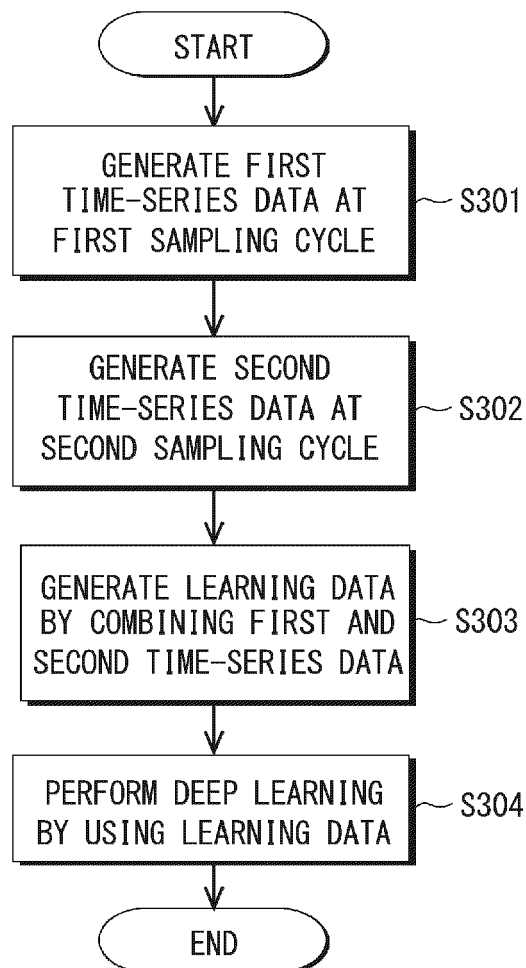 START
GENERATE FIRST
TIME-SERIES DATA AT
FIRST SAMPLING CYCLE
S301
GENERATE SECOND
TIME-SERIES DATA AT
SECOND SAMPLING CYCLE
S302
GENERATE LEARNING DATA
BY COMBINING FIRST AND
SECOND TIME-SERIES DATA
S303
PERFORM DEEP LEARNING
BY USING LEARNING DATA
S304
END